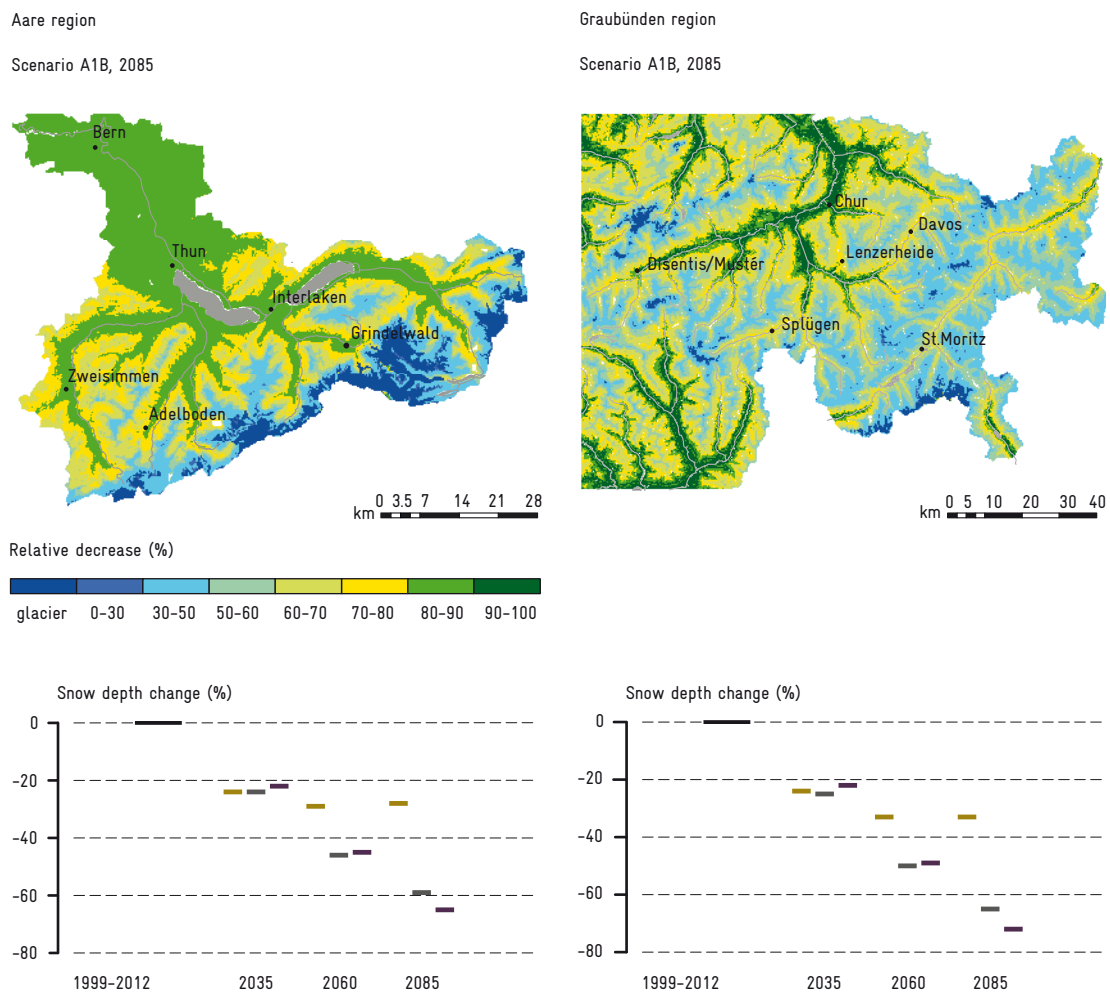 Aare region
Scenario A1B, 2085
Bern
Thun
Interlaken
Grindelwald
Zweisimmen
Adelboden
0 3.5 7 14 21 28
km
Graubünden region
Scenario A1B, 2085
Chur
Davos
Lenzerheide
Disentis/Mustér
Splügen
St.Moritz
0 5 10 20 30 40
km
Relative decrease (%)
glacier 0-30 30-50 50-60 60-70 70-80 80-90 90-100
Snow depth change (%)
0
-20
-40
-60
-80
1999-2012 2035 2060 2085
Snow depth change (%)
0
-20
-40
-60
-80
1999-2012 2035 2060 2085